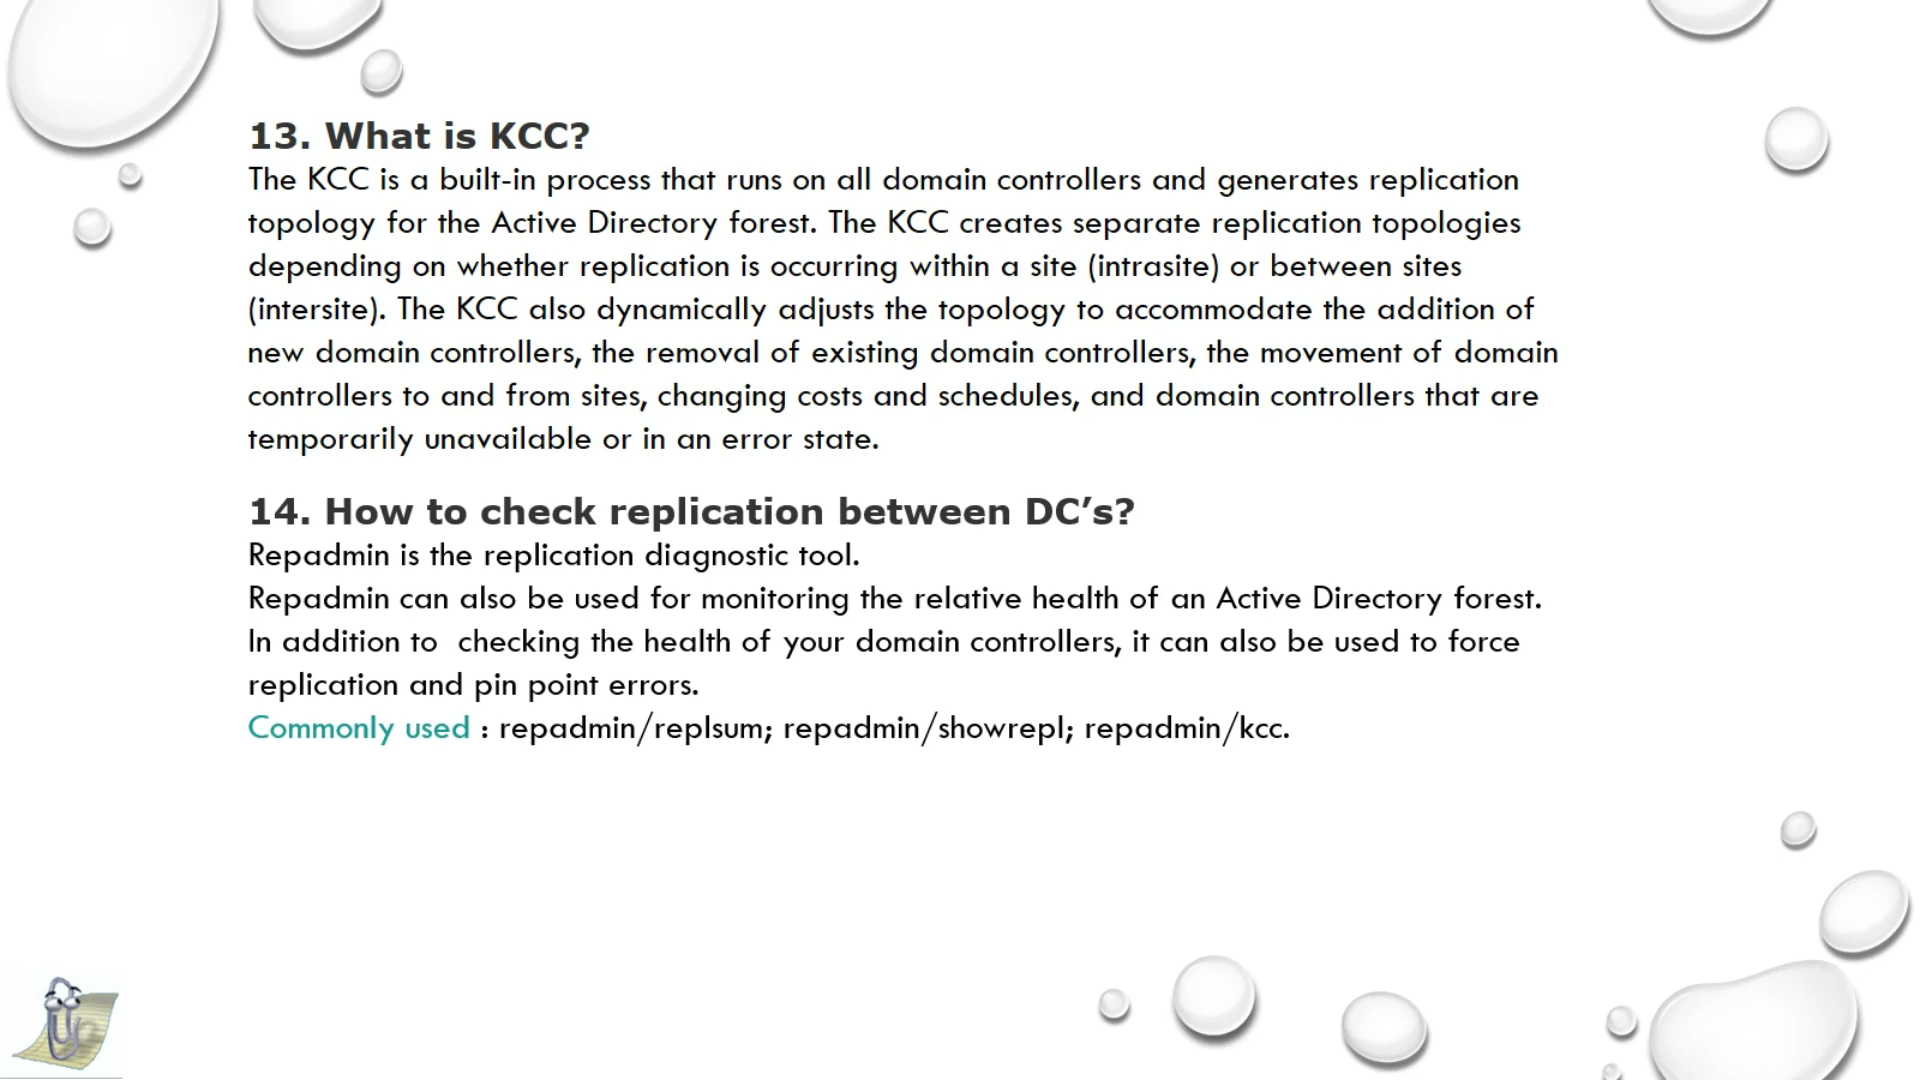 13. What is KCC?
The KCC is a built-in process that runs on all domain controllers and generates replication
topology for the Active Directory forest. The KCC creates separate replication topologies
depending on whether replication is occurring within a site (intrasite) or between sites
(intersite). The KCC also dynamically adjusts the topology to accommodate the addition of
new domain controllers, the removal of existing domain controllers, the movement of domain
controllers to and from sites, changing costs and schedules, and domain controllers that are
temporarily unavailable or in an error state.
14. How to check replication between DC’s?
Repadmin is the replication diagnostic tool.
Repadmin can also be used for monitoring the relative health of an Active Directory forest.
In addition to  checking the health of your domain controllers, it can also be used to force
replication and pin point errors.
Commonly used : repadmin/replsum; repadmin/showrepl; repadmin/kcc.